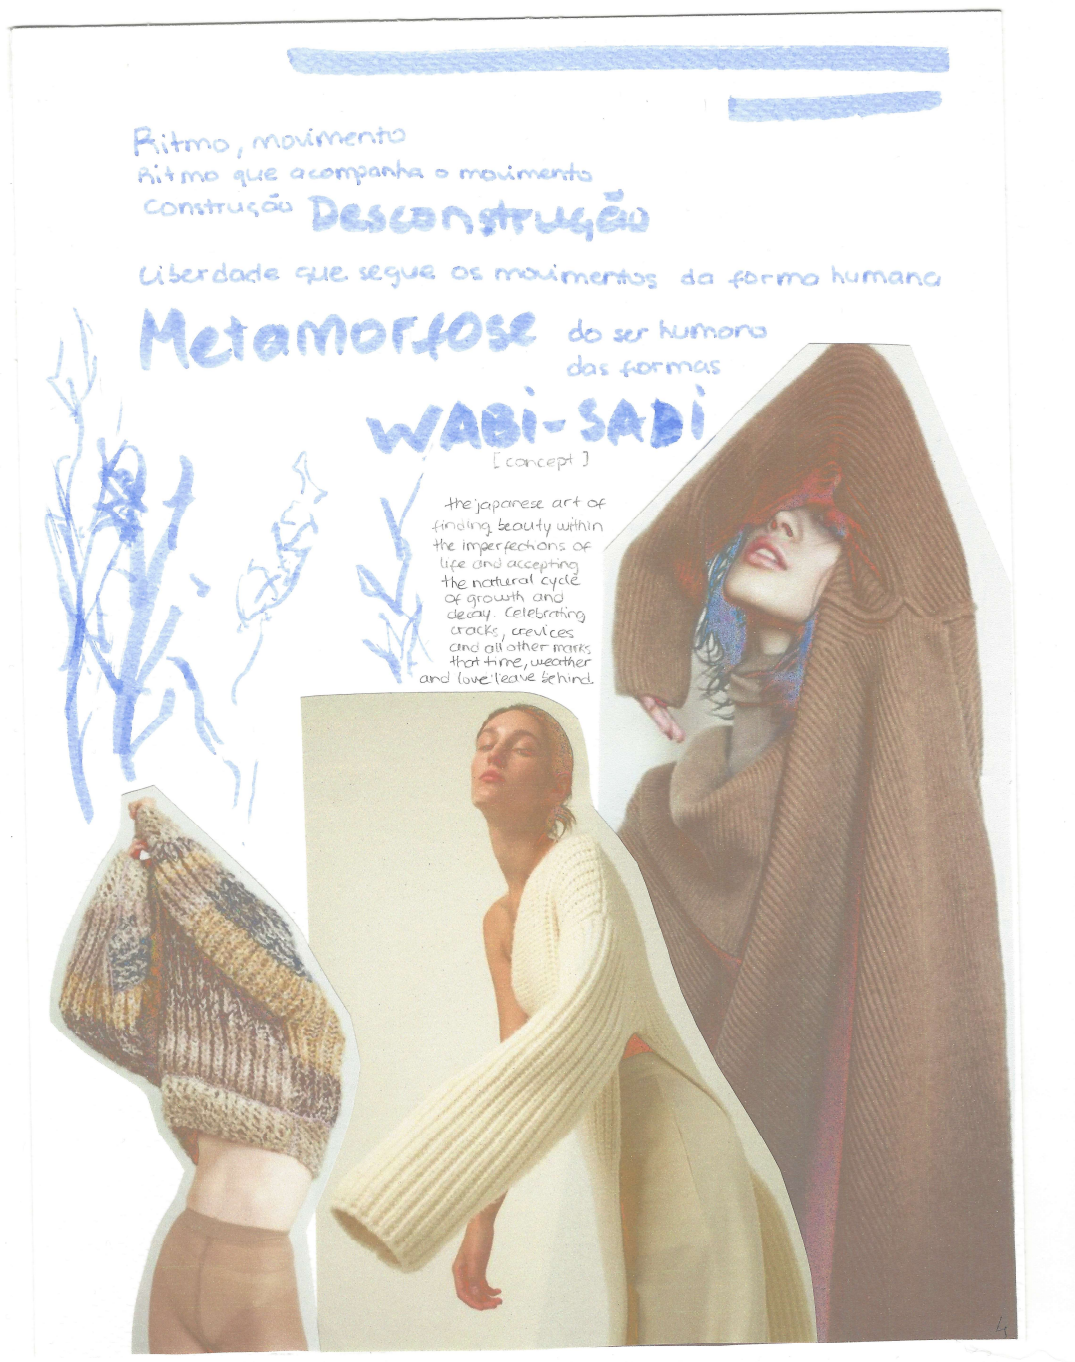 Ritmo, movimento
Ritmo que acompanha o movimento
construção Desconstrução
Liberdade que segue os movimentos da forma humana
Metamorfose do ser humano
das formas
WABI-SABI
[concept]
the japanese art of
finding beauty within
the imperfections of
life and accepting
the natural cycle
of growth and
decay. Celebrating
cracks, crevices
and all other marks
that time, weather
and love leave behind.
4